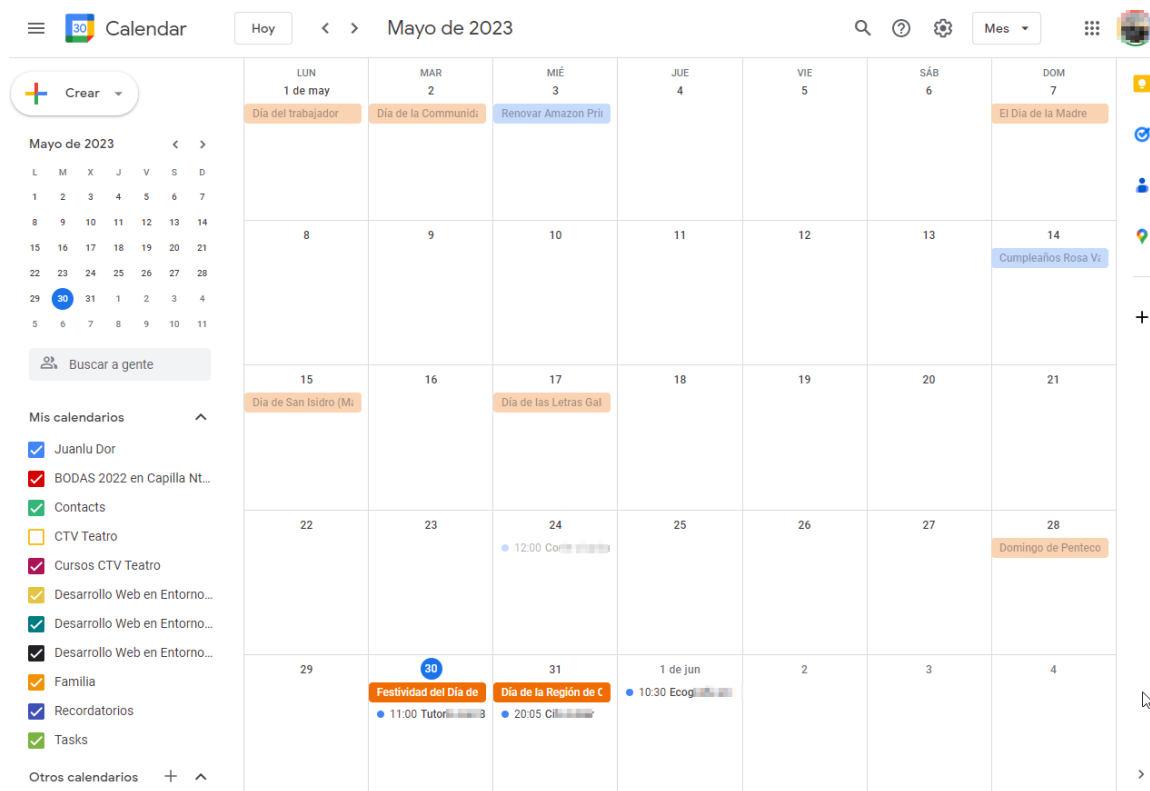 30 Calendar Hoy Mayo de 2023 Mes
Crear
Mayo de 2023
L M X J V S D
1 2 3 4 5 6 7
8 9 10 11 12 13 14
15 16 17 18 19 20 21
22 23 24 25 26 27 28
29 30 31 1 2 3 4
5 6 7 8 9 10 11
Buscar a gente
Mis calendarios
Juanlu Dor
BODAS 2022 en Capilla Nt...
Contacts
CTV Teatro
Cursos CTV Teatro
Desarrollo Web en Entorno...
Desarrollo Web en Entorno...
Desarrollo Web en Entorno...
Familia
Recordatorios
Tasks
Otros calendarios
LUN MAR MIÉ JUE VIE SÁB DOM
1 de may 2 3 4 5 6 7
Día del trabajador Día de la Comunida Renovar Amazon Pri El Día de la Madre
8 9 10 11 12 13 14
Cumpleaños Rosa Va
15 16 17 18 19 20 21
Día de San Isidro (Ma Día de las Letras Gal
22 23 24 25 26 27 28
12:00 Domingo de Penteco
29 30 31 1 de jun 2 3 4
Festividad del Día de Día de la Región de C 10:30
11:00 20:05